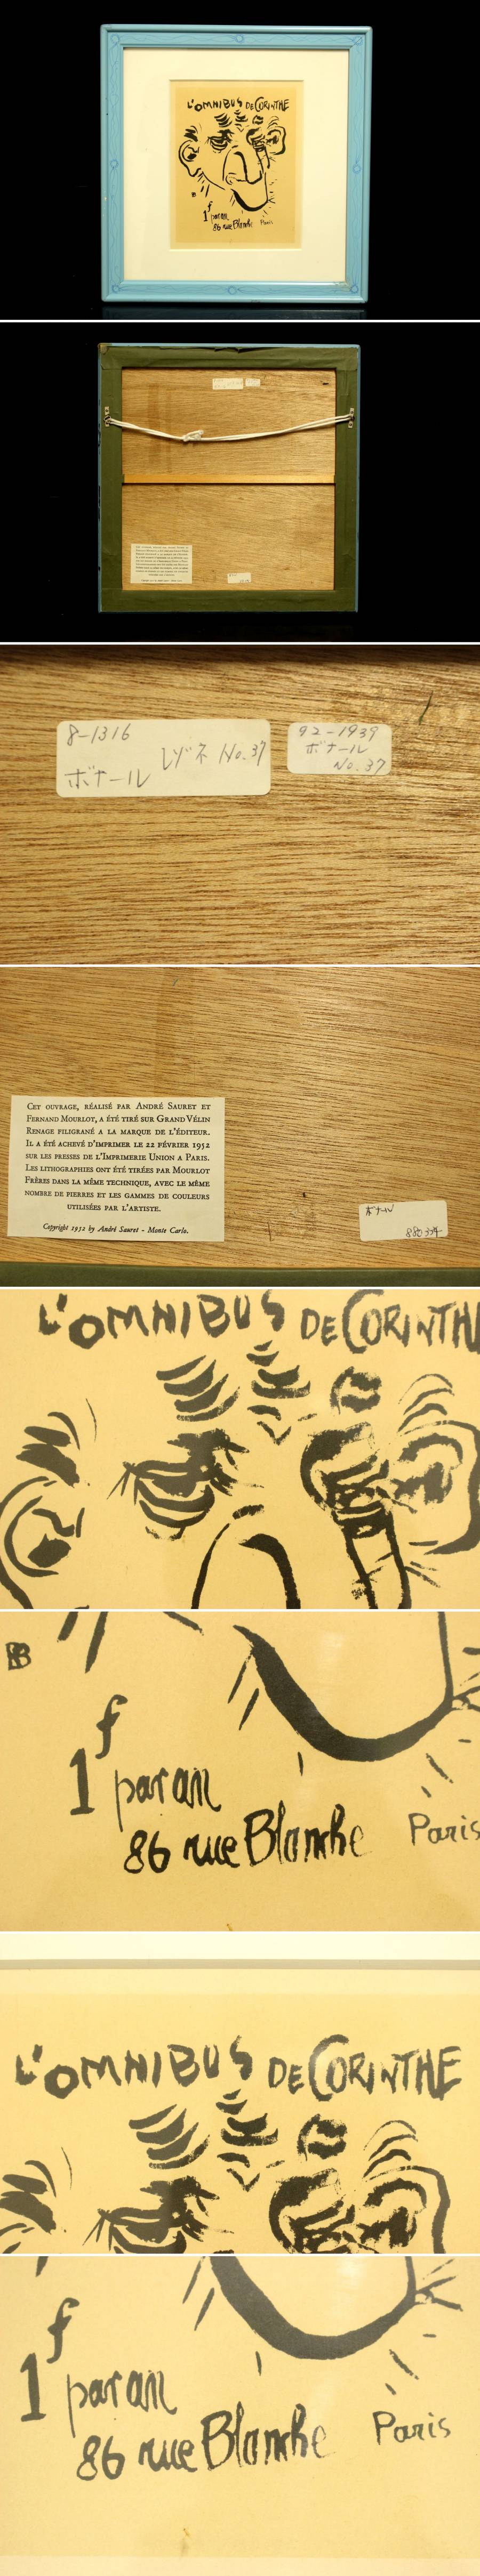 L'OMNIBUS DE CORINTHE
B
1f par an
86 rue Blanche Paris
8-1316
ボナール レゾネ No.37
92-1939
ボナール
No.37
CET OUVRAGE, RÉALISÉ PAR ANDRÉ SAURET ET
FERNAND MOURLOT, A ÉTÉ TIRÉ SUR GRAND VÉLIN
RENAGE FILIGRANÉ A LA MARQUE DE L'ÉDITEUR.
IL A ÉTÉ ACHEVÉ D'IMPRIMER LE 22 FÉVRIER 1952
SUR LES PRESSES DE L'IMPRIMERIE UNION A PARIS.
LES LITHOGRAPHIES ONT ÉTÉ TIRÉES PAR MOURLOT
FRÈRES DANS LA MÊME TECHNIQUE, AVEC LE MÊME
NOMBRE DE PIERRES ET LES GAMMES DE COULEURS
UTILISÉES PAR L'ARTISTE.
Copyright 1952 by André Sauret - Monte Carlo.
ボナール
L'OMNIBUS DE CORINTH
B
1f par an
86 rue Blanche Paris
L'OMNIBUS DE CORINTHE
1f par an
86 rue Blanche Paris